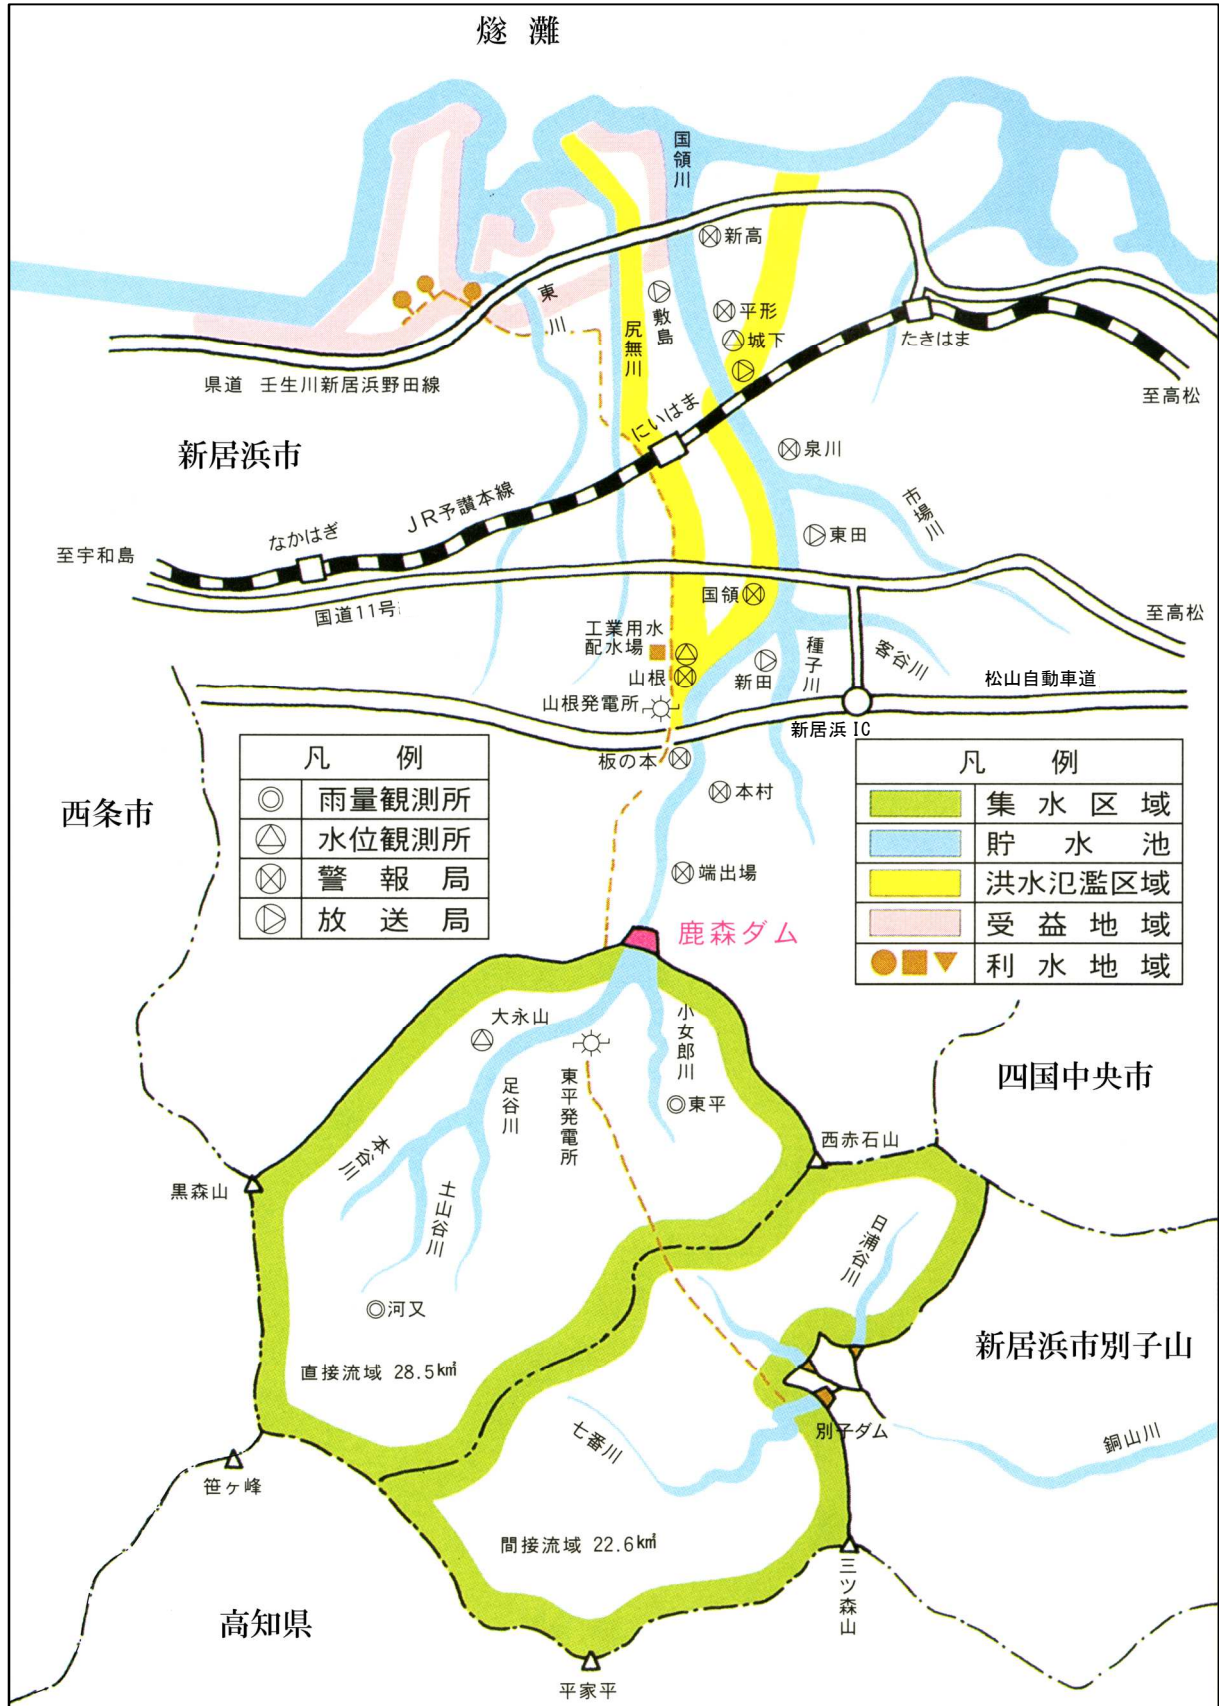 燧灘
国領川
新高
敷島
平形
城下
東川
尻無川
たきはま
県道 壬生川新居浜野田線
至高松
にいはま
新居浜市
泉川
市場川
JR予讃本線
なかはぎ
至宇和島
東田
国道11号
国領
至高松
工業用水
配水場
山根
新田
種子川
客谷川
松山自動車道
山根発電所
新居浜IC
板の本
本村
端出場
凡例
雨量観測所
水位観測所
警報局
放送局
凡例
集水区域
貯水池
洪水氾濫区域
受益地域
利水地域
西条市
鹿森ダム
大永山
小女郎川
足谷川
東平発電所
東平
四国中央市
西赤石山
本谷川
黒森山
土山谷川
日浦谷川
河又
直接流域 28.5km²
新居浜市別子山
七番川
別子ダム
銅山川
笹ヶ峰
間接流域 22.6km²
三ツ森山
高知県
平家平